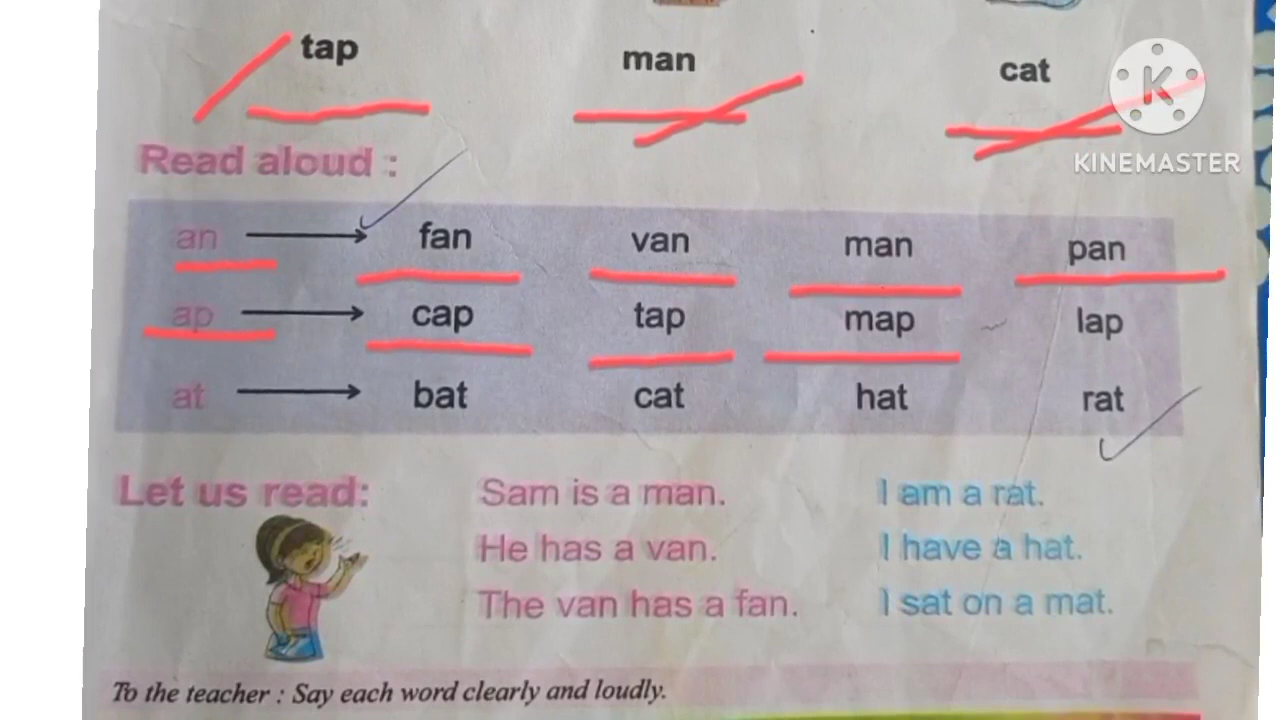 tap man cat
KINEMASTER
Read aloud :
an fan van man pan
ap cap tap map lap
at bat cat hat rat
Let us read: Sam is a man. I am a rat.
He has a van. I have a hat.
The van has a fan. I sat on a mat.
To the teacher : Say each word clearly and loudly.